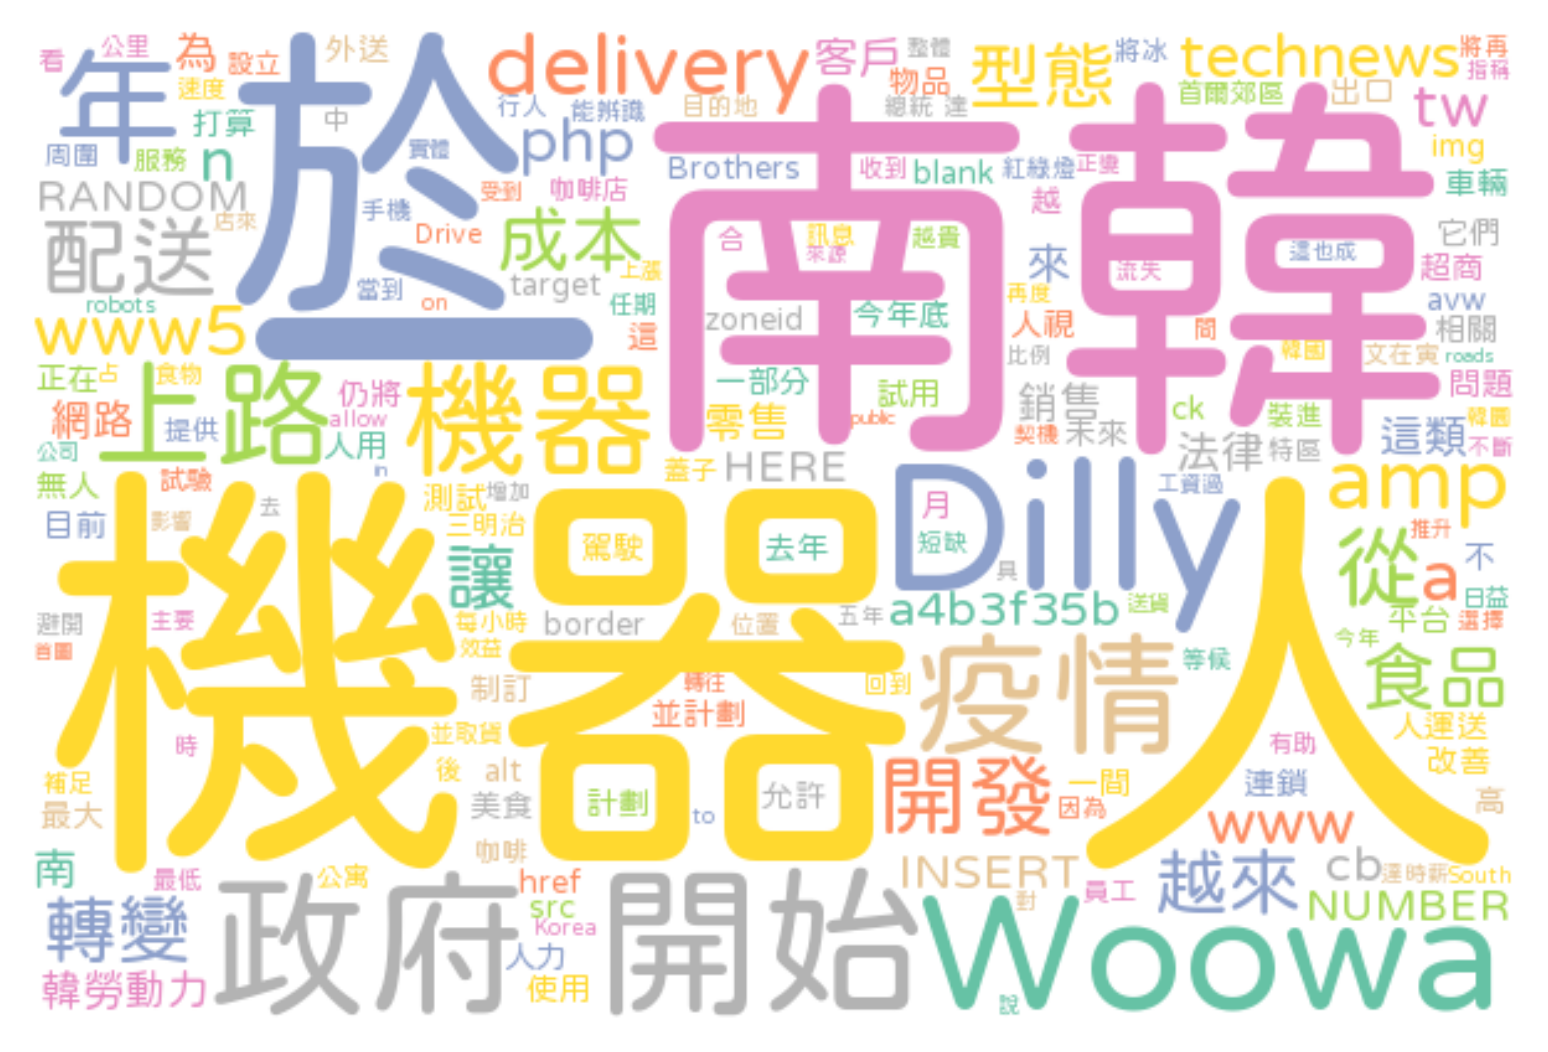 看
公里
為
設立
外送
delivery
客戶
整體
型態
將冰
technews
將再
指稱
年
速度
於
物品
首爾郊區
出口
打算
中
行人
能辨識
目的地
總統 達
tw
周圍
服務
n
實體
php
南韓
img
RANDOM
受到
咖啡店
Brothers
收到
blank
紅綠燈
正變
車輛
配送
店來
手機
Drive
成本
合
訊息
來源
越貴
越
它們
這也成
超商
robots
當到
on
target
上漲
任期
來
流失
再度
avw
www5
這
zoneid
今年底
人視
間
相關
比例
韓國
文在寅
roads
正在
占
食物
上路
仍將
機器
一部分
試用
銷售
ck
裝進
問題
網路
提供
allow
人用
零售
public
契機
未來
這類
韓國
不斷
公司
法律
特區
無人
試驗
in
蓋子
HERE
Dilly
工資過
amp
目前
影響
去
測試
增加
三明治
月
從
推升
機器人
讓
駕駛
去年
短缺
具
a
不
日益
避開
主要
每小時
border
位置
五年
a4b3f35b
送貨
平台
選擇
首圖
效益
今年
制訂
轉往
回到
疫情
等候
食品
並計劃
並取貨
人運送
時
有助
改善
補足
後
alt
開發
一間
連鎖
最大
美食
計劃
允許
to
因為
www
高
南
最低
咖啡
INSERT
越來
cb
達時薪
South
公寓
href
員工
轉變
政府
src
開始
對
NUMBER
Korea
Woowa
人力
韓勞動力
使用
說